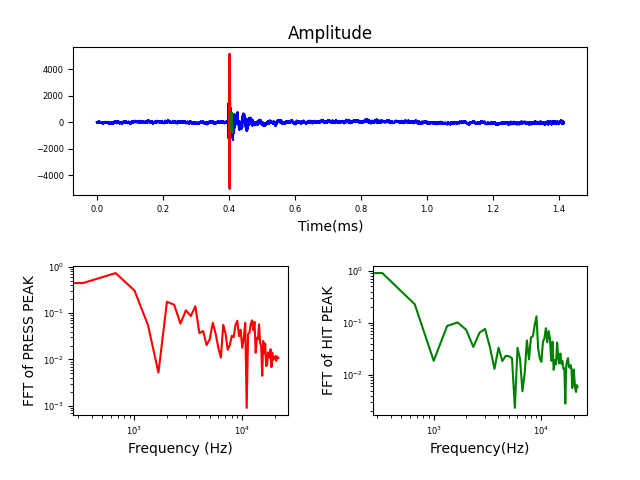 Amplitude
4000
2000
0
−2000
−4000
0.0 0.2 0.4 0.6 0.8 1.0 1.2 1.4
Time(ms)
FFT of PRESS PEAK
10⁰
10⁻¹
10⁻²
10⁻³
10³ 10⁴
Frequency (Hz)
FFT of HIT PEAK
10⁰
10⁻¹
10⁻²
10³ 10⁴
Frequency(Hz)